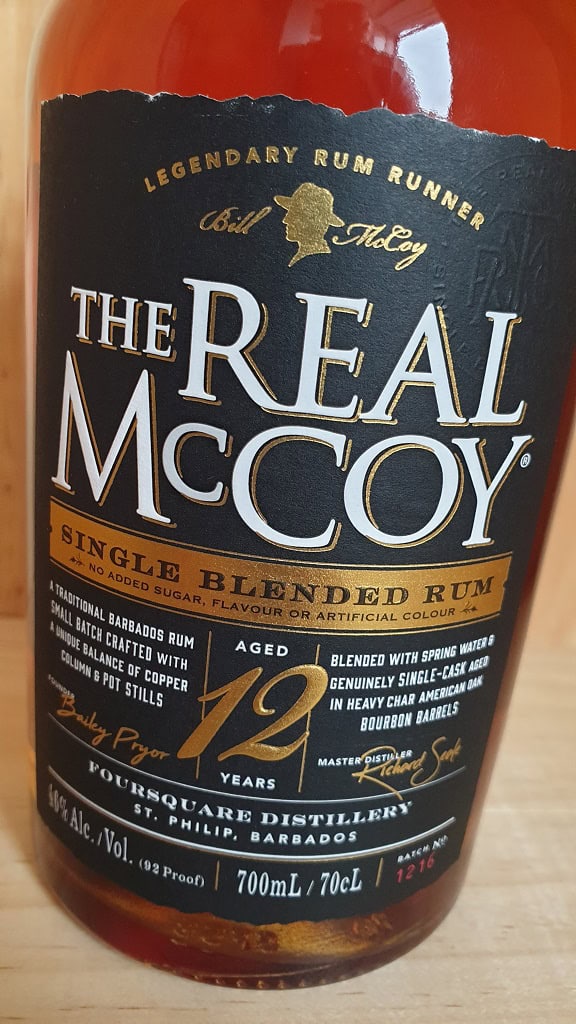 LEGENDARY RUM RUNNER
Bill McCoy
THE REAL
McCOY®
SINGLE BLENDED RUM
NO ADDED SUGAR, FLAVOUR OR ARTIFICIAL COLOUR
A TRADITIONAL BARBADOS RUM
SMALL BATCH CRAFTED WITH
A UNIQUE BALANCE OF COPPER
COLUMN & POT STILLS
FOUNDER
Bailey Pryor
AGED
12
YEARS
BLENDED WITH SPRING WATER &
GENUINELY SINGLE-CASK AGED
IN HEAVY CHAR AMERICAN OAK
BOURBON BARRELS
MASTER DISTILLER
Richard Seale
FOURSQUARE DISTILLERY
ST. PHILIP, BARBADOS
46% Alc./Vol. (92 Proof)
700mL / 70cL
BATCH No.
1216